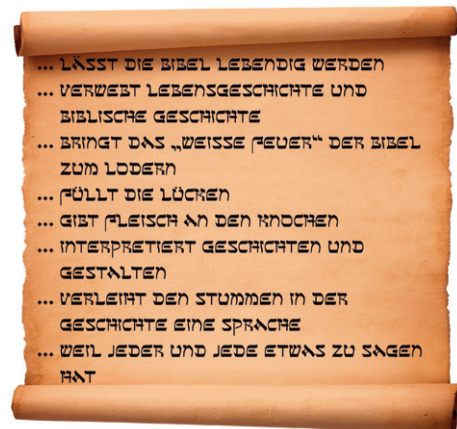 ... LÄSST DIE BIBEL LEBENDIG WERDEN
... VERWEBT LEBENSGESCHICHTE UND
BIBLISCHE GESCHICHTE
... BRINGT DAS „WEISSE FEUER“ DER BIBEL
ZUM LODERN
... FÜLLT DIE LÜCKEN
... GIBT FLEISCH AN DEN KNOCHEN
... INTERPRETIERT GESCHICHTEN UND
GESTALTEN
... VERLEIHT DEN STUMMEN IN DER
GESCHICHTE EINE SPRACHE
... WEIL JEDER UND JEDE ETWAS ZU SAGEN
HAT